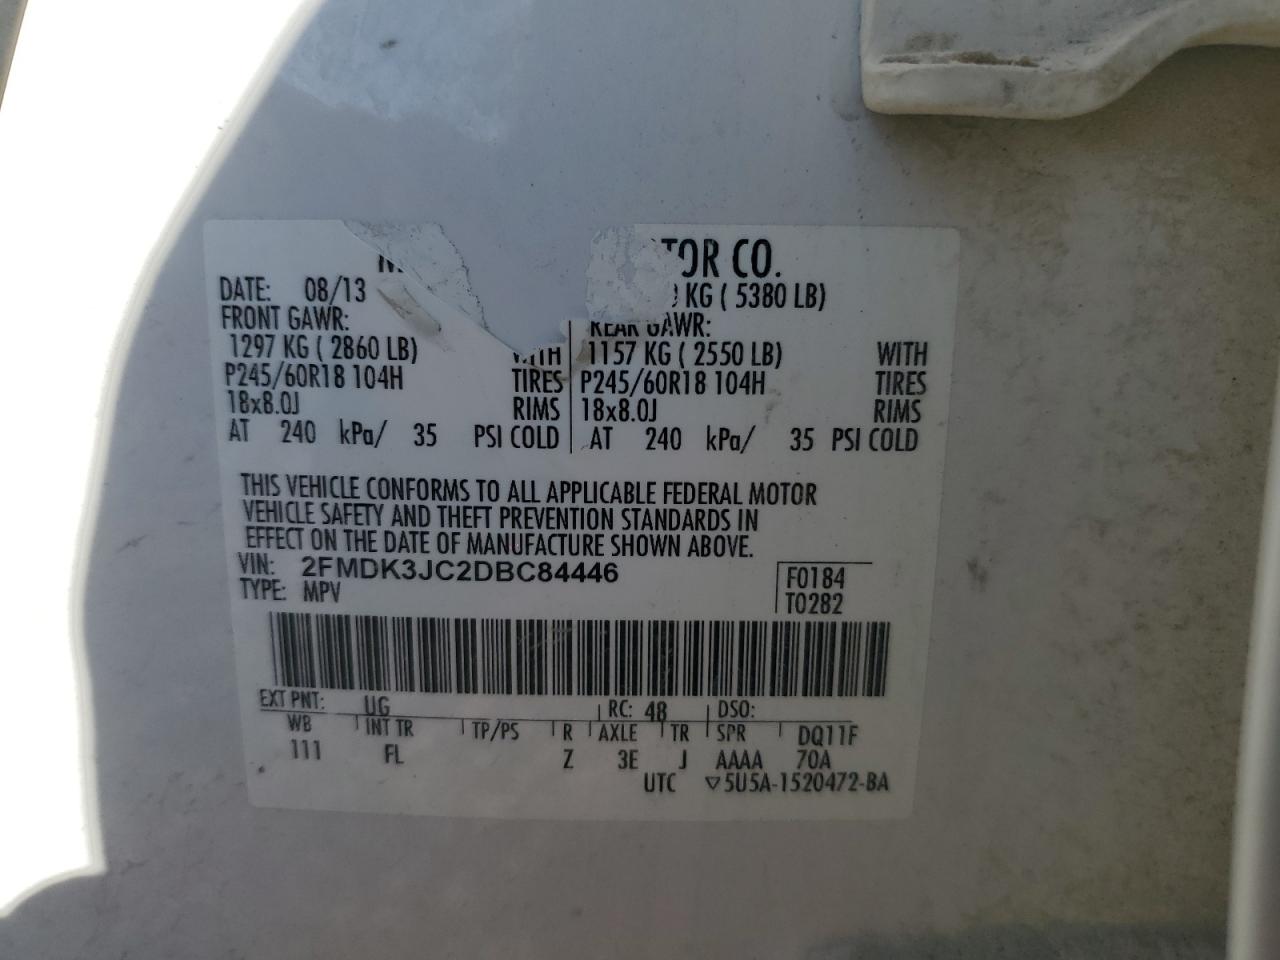 TOR CO.
DATE: 08/13 KG ( 5380 LB)
FRONT GAWR: REAR GAWR:
1297 KG ( 2860 LB) WITH 1157 KG ( 2550 LB) WITH
P245/60R18 104H TIRES P245/60R18 104H TIRES
18x8.0J RIMS 18x8.0J RIMS
AT 240 kPa/ 35 PSI COLD AT 240 kPa/ 35 PSI COLD
THIS VEHICLE CONFORMS TO ALL APPLICABLE FEDERAL MOTOR
VEHICLE SAFETY AND THEFT PREVENTION STANDARDS IN
EFFECT ON THE DATE OF MANUFACTURE SHOWN ABOVE.
VIN: 2FMDK3JC2DBC84446 F0184
TYPE: MPV T0282
EXT PNT: UG RC: 48 DSO:
WB INT TR TP/PS R AXLE TR SPR DQ11F
111 FL Z 3E J AAAA 70A
UTC ▽5U5A-1520472-BA